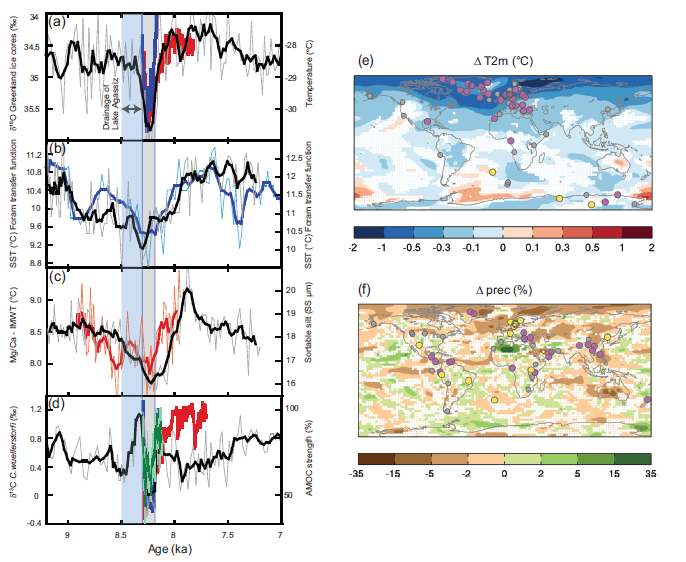 (a)
34
34.5
35
35.5
δ¹⁸O Greenland ice cores (‰)
Drainage of
Lake Agassiz
-28
-29
-30
Temperature (ºC)
(b)
11.2
10.8
10.4
10.0
9.6
9.2
8.8
SST (°C) Foram transfer function
12.5
12
11.5
11
10.5
10
SST (°C) Foram transfer function
(c)
9.0
8.5
8.0
Mg/Ca - MWT (°C)
20
19
18
17
16
Sortable silt (SS µm)
(d)
1.2
0.8
0.4
0
-0.4
δ¹³C C.wuellerstorfi (‰)
100
50
AMOC strength (%)
9
8.5
8
7.5
7
Age (ka)
(e)
Δ T2m (°C)
-2 -1 -0.5 -0.3 -0.1 0 0.1 0.3 0.5 1 2
(f)
Δ prec (%)
-35 -15 -5 -2 0 2 5 15 35